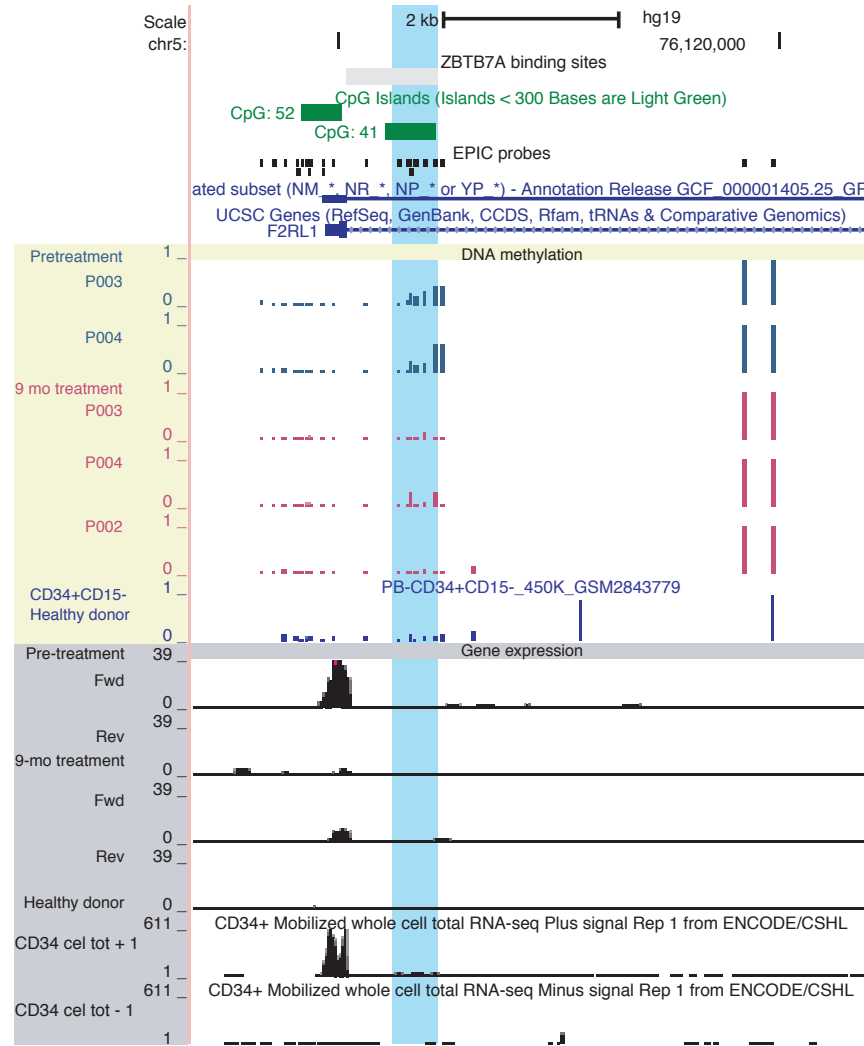 Scale 2 kb hg19
chr5: 76,120,000
ZBTB7A binding sites
CpG Islands (Islands < 300 Bases are Light Green)
CpG: 52
CpG: 41
EPIC probes
ated subset (NM_*, NR_*, NP_* or YP_*) - Annotation Release GCF_000001405.25_GF
UCSC Genes (RefSeq, GenBank, CCDS, Rfam, tRNAs & Comparative Genomics)
F2RL1
Pretreatment 1 _ DNA methylation
P003
0 _
1 _
P004
0 _
9 mo treatment 1 _
P003
0 _
P004 1 _
0 _
P002 1 _
0 _
CD34+CD15- 1 _ PB-CD34+CD15-_450K_GSM2843779
Healthy donor
0 _
Pre-treatment 39 _ Gene expression
Fwd
0 _
39 _
Rev
9-mo treatment 0 _
39 _
Fwd
0 _
Rev 39 _
Healthy donor 0 _
611 _ CD34+ Mobilized whole cell total RNA-seq Plus signal Rep 1 from ENCODE/CSHL
CD34 cel tot + 1
1 _
611 _ CD34+ Mobilized whole cell total RNA-seq Minus signal Rep 1 from ENCODE/CSHL
CD34 cel tot - 1
1 _